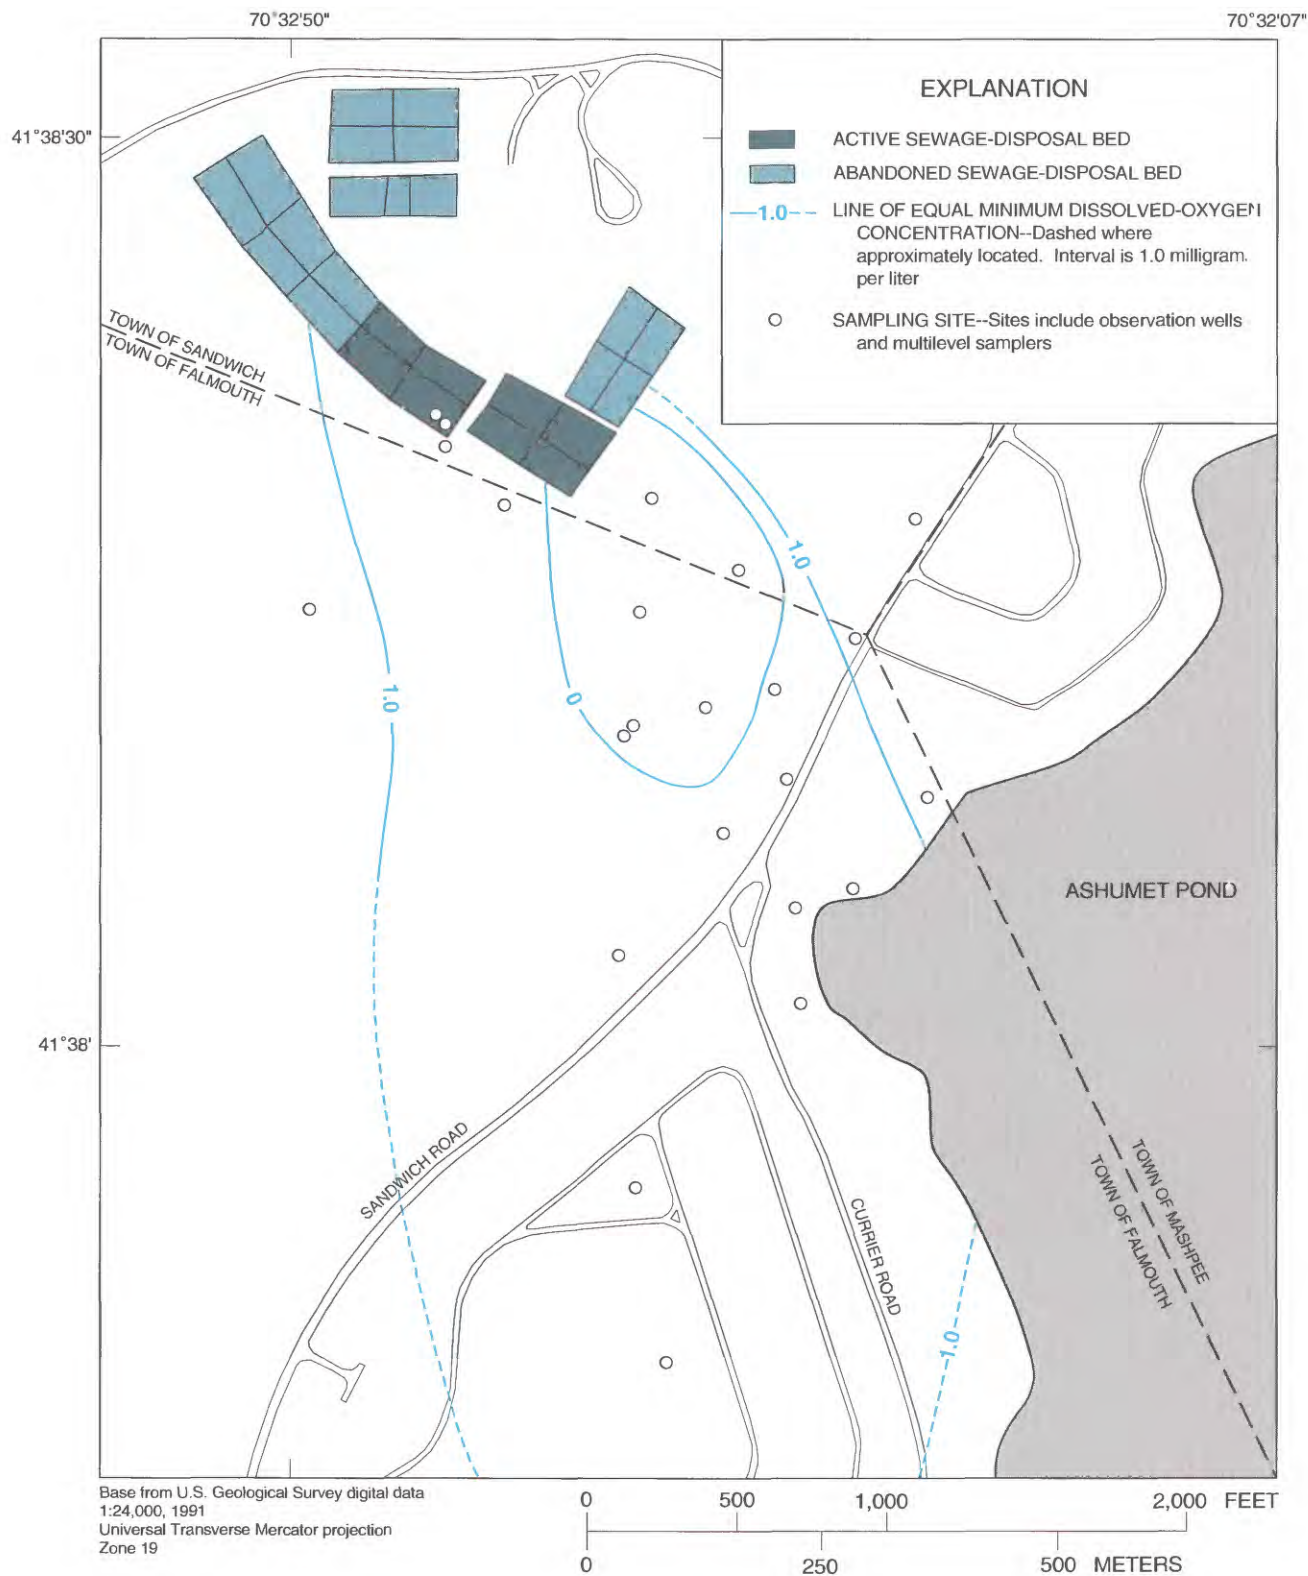 70°32'50"
70°32'07"
41°38'30"
41°38'
EXPLANATION
ACTIVE SEWAGE-DISPOSAL BED
ABANDONED SEWAGE-DISPOSAL BED
1.0
LINE OF EQUAL MINIMUM DISSOLVED-OXYGEN
CONCENTRATION--Dashed where
approximately located. Interval is 1.0 milligram
per liter
SAMPLING SITE--Sites include observation wells
and multilevel samplers
TOWN OF SANDWICH
TOWN OF FALMOUTH
1.0
1.0
0
ASHUMET POND
SANDWICH ROAD
CURRIER ROAD
TOWN OF MASHPEE
TOWN OF FALMOUTH
1.0
Base from U.S. Geological Survey digital data
1:24,000, 1991
Universal Transverse Mercator projection
Zone 19
0 500 1,000 2,000 FEET
0 250 500 METERS